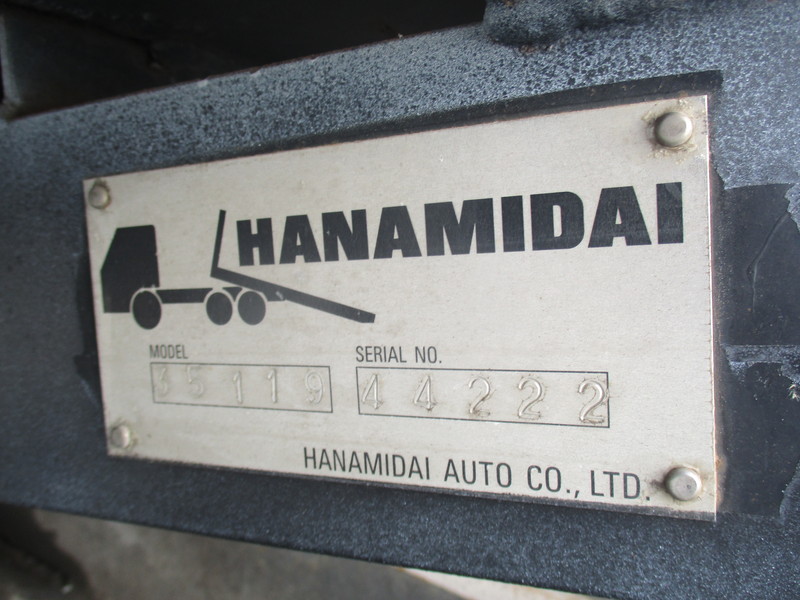 HANAMIDAI
MODEL
35119
SERIAL NO.
44222
HANAMIDAI AUTO CO., LTD.